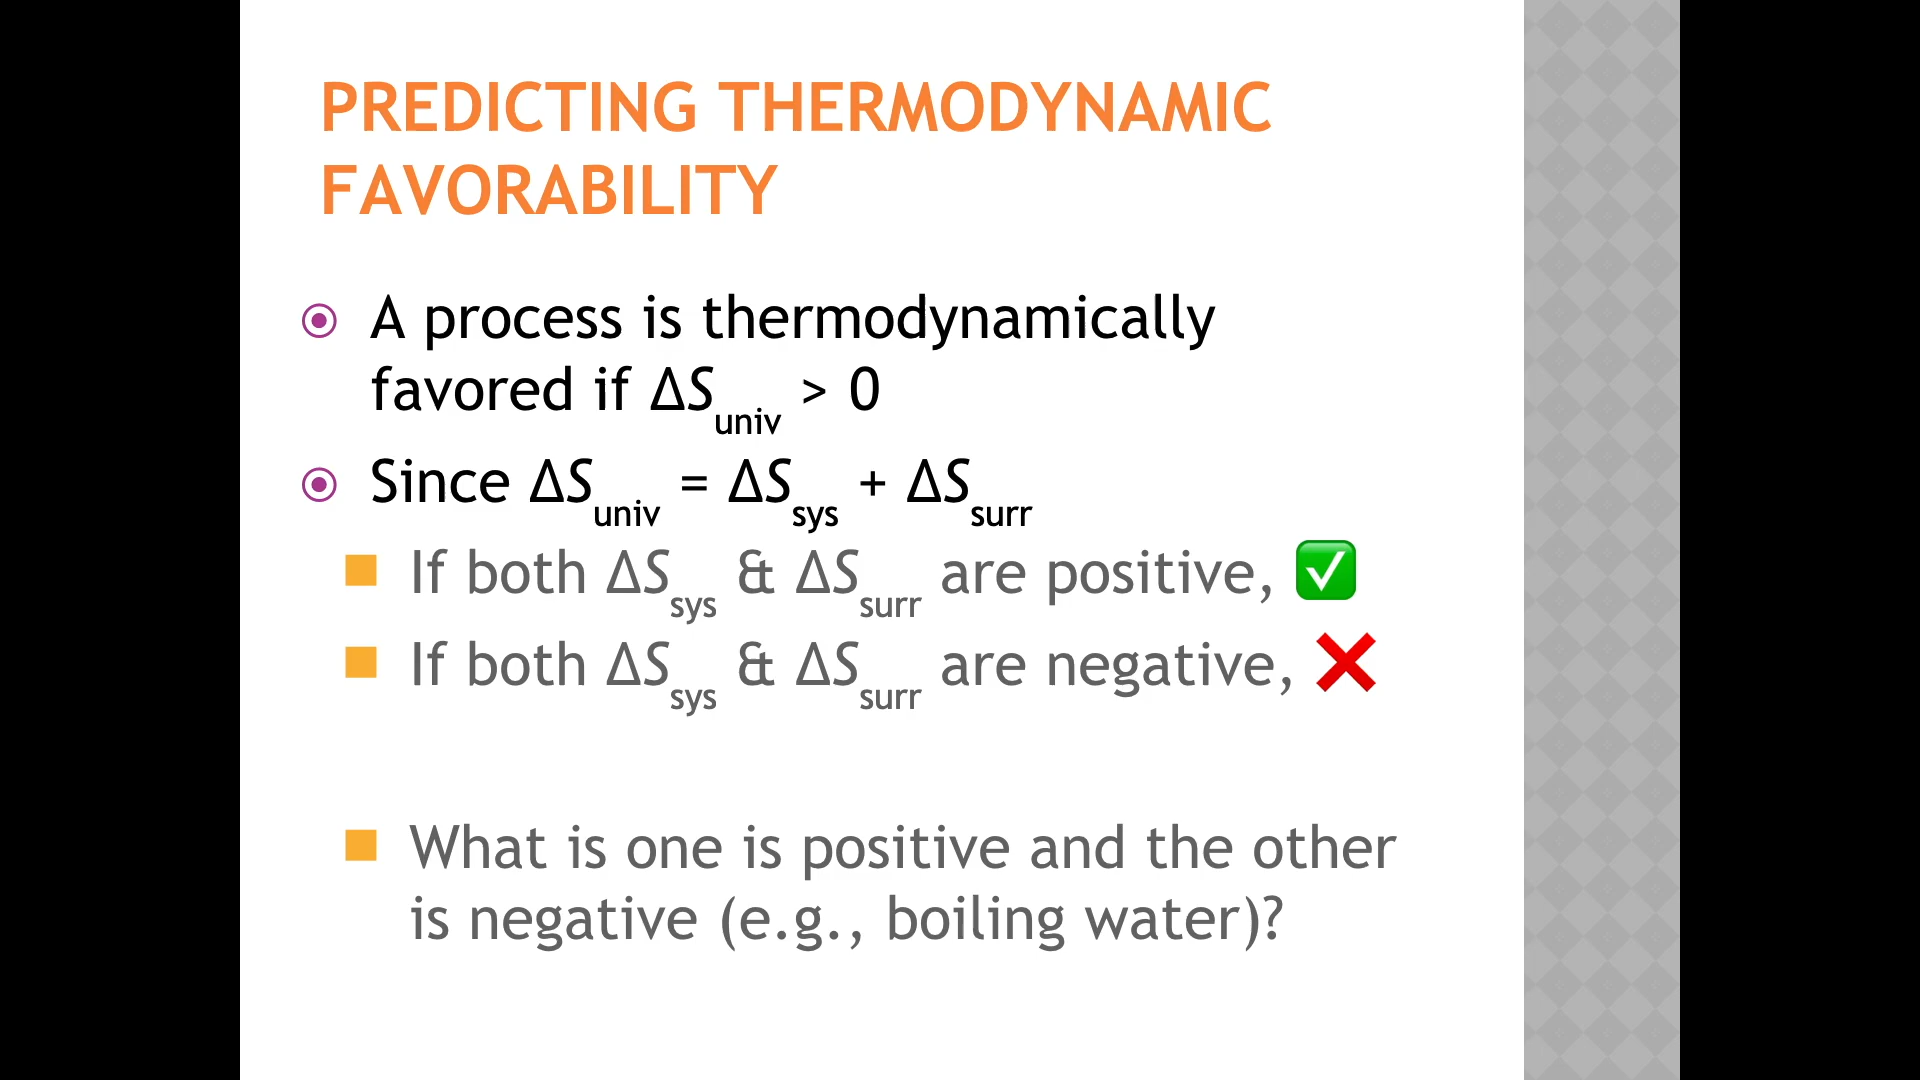 PREDICTING THERMODYNAMIC
FAVORABILITY
A process is thermodynamically
favored if ΔSuniv > 0
Since ΔSuniv = ΔSsys + ΔSsurr
If both ΔSsys & ΔSsurr are positive, ✅
If both ΔSsys & ΔSsurr are negative, ❌
What is one is positive and the other
is negative (e.g., boiling water)?